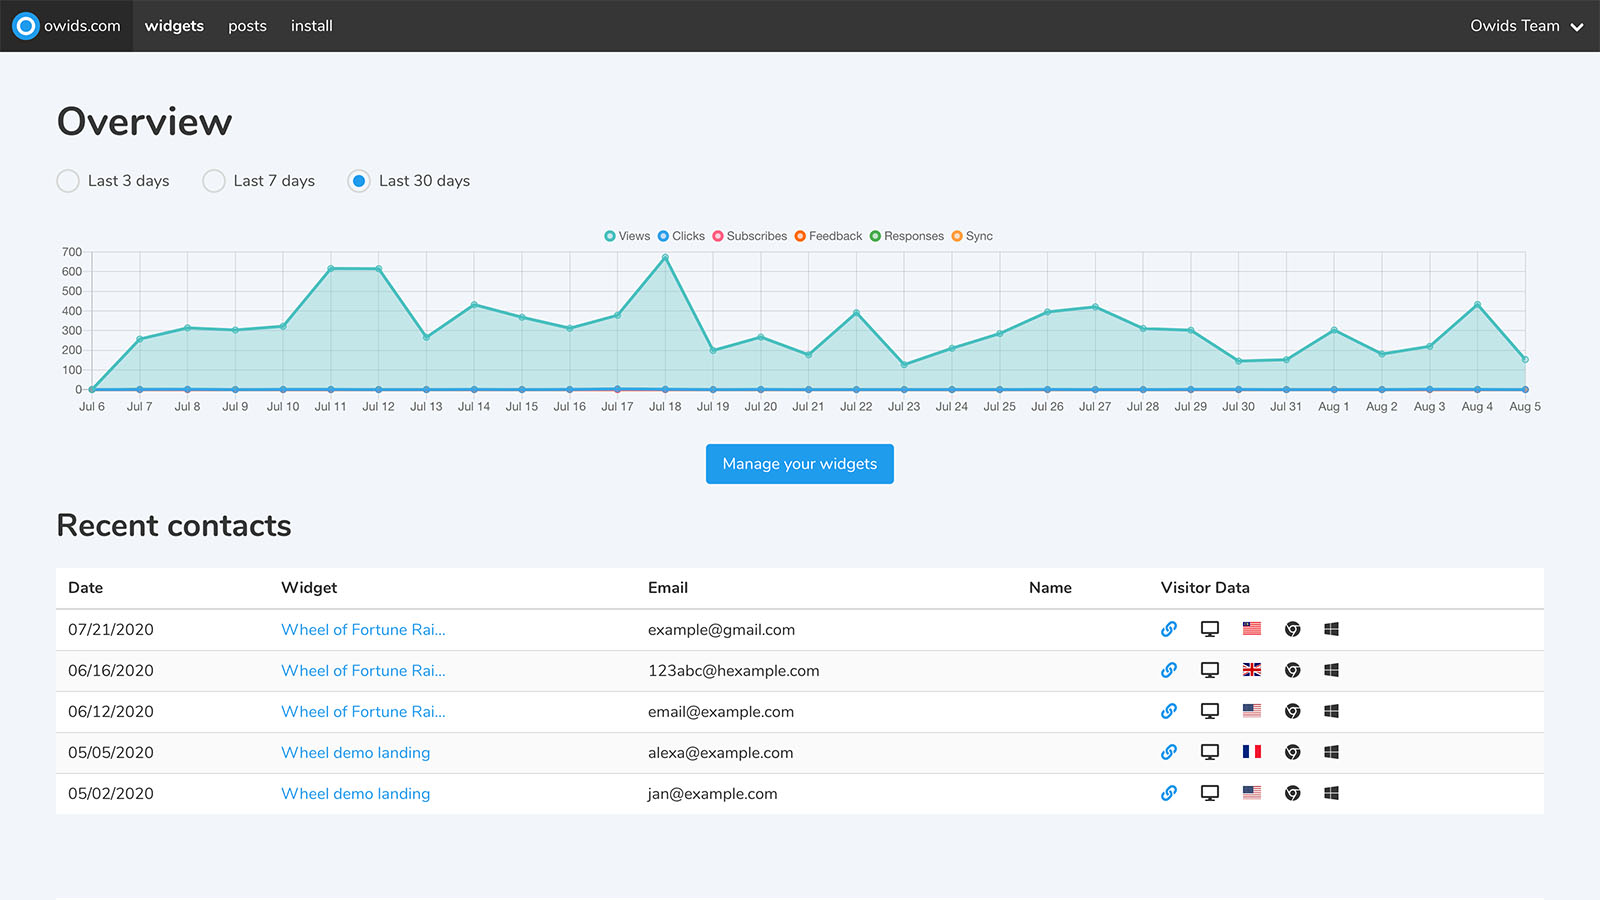 owids.com widgets posts install Owids Team
Overview
Last 3 days Last 7 days Last 30 days
Views Clicks Subscribes Feedback Responses Sync
700
600
500
400
300
200
100
0
Jul 6 Jul 7 Jul 8 Jul 9 Jul 10 Jul 11 Jul 12 Jul 13 Jul 14 Jul 15 Jul 16 Jul 17 Jul 18 Jul 19 Jul 20 Jul 21 Jul 22 Jul 23 Jul 24 Jul 25 Jul 26 Jul 27 Jul 28 Jul 29 Jul 30 Jul 31 Aug 1 Aug 2 Aug 3 Aug 4 Aug 5
Manage your widgets
Recent contacts
Date Widget Email Name Visitor Data
07/21/2020 Wheel of Fortune Rai... example@gmail.com
06/16/2020 Wheel of Fortune Rai... 123abc@hexample.com
06/12/2020 Wheel of Fortune Rai... email@example.com
05/05/2020 Wheel demo landing alexa@example.com
05/02/2020 Wheel demo landing jan@example.com